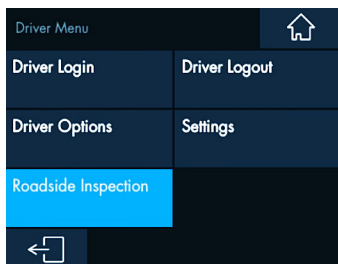 Driver Menu
Driver Login
Driver Logout
Driver Options
Settings
Roadside Inspection